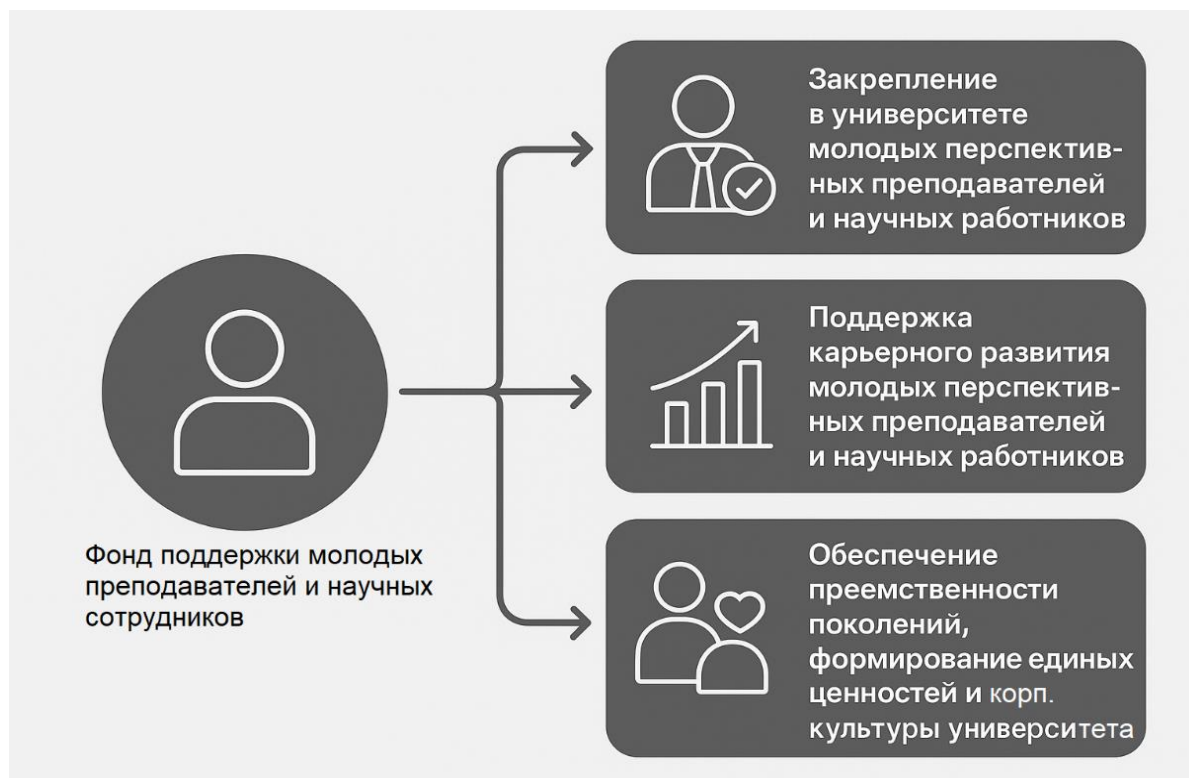 Фонд поддержки молодых
преподавателей и научных
сотрудников
Закрепление
в университете
молодых перспектив-
ных преподавателей
и научных работников
Поддержка
карьерного развития
молодых перспектив-
ных преподавателей
и научных работников
Обеспечение
преемственности
поколений,
формирование единых
ценностей и корп.
культуры университета